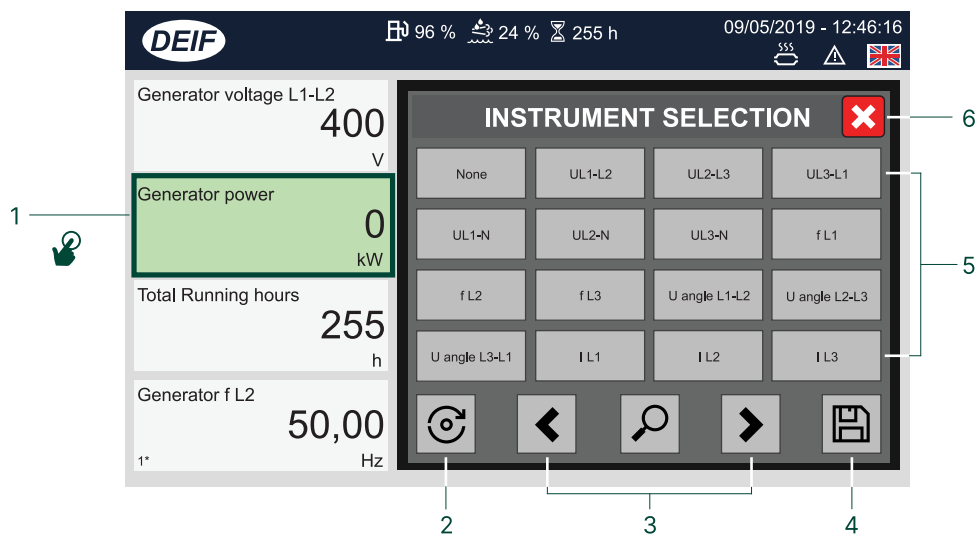 DEIF
96 %
24 %
255 h
09/05/2019 - 12:46:16
Generator voltage L1-L2
400
V
Generator power
0
kW
Total Running hours
255
h
Generator f L2
50,00
1*
Hz
INSTRUMENT SELECTION
None
UL1-L2
UL2-L3
UL3-L1
UL1-N
UL2-N
UL3-N
f L1
f L2
f L3
U angle L1-L2
U angle L2-L3
U angle L3-L1
I L1
I L2
I L3
1
2
3
4
5
6